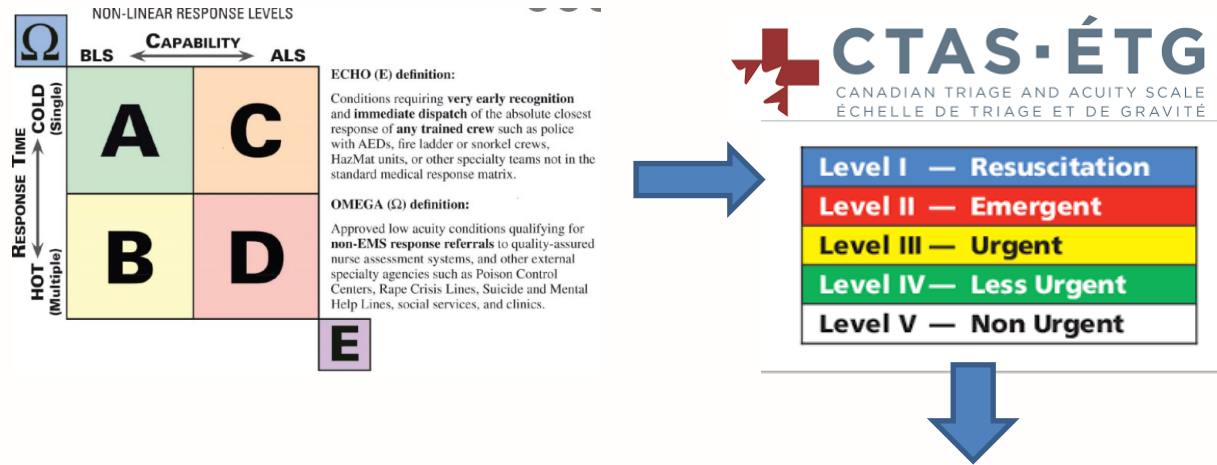 NON-LINEAR RESPONSE LEVELS
Ω
BLS
CAPABILITY
ALS
RESPONSE TIME
COLD
(Single)
HOT
(Multiple)
A
C
B
D
E
ECHO (E) definition:
Conditions requiring very early recognition
and immediate dispatch of the absolute closest
response of any trained crew such as police
with AEDs, fire ladder or snorkel crews,
HazMat units, or other specialty teams not in the
standard medical response matrix.
OMEGA (Ω) definition:
Approved low acuity conditions qualifying for
non-EMS response referrals to quality-assured
nurse assessment systems, and other external
specialty agencies such as Poison Control
Centers, Rape Crisis Lines, Suicide and Mental
Help Lines, social services, and clinics.
CTAS·ÉTG
CANADIAN TRIAGE AND ACUITY SCALE
ÉCHELLE DE TRIAGE ET DE GRAVITÉ
Level I — Resuscitation
Level II — Emergent
Level III — Urgent
Level IV — Less Urgent
Level V — Non Urgent